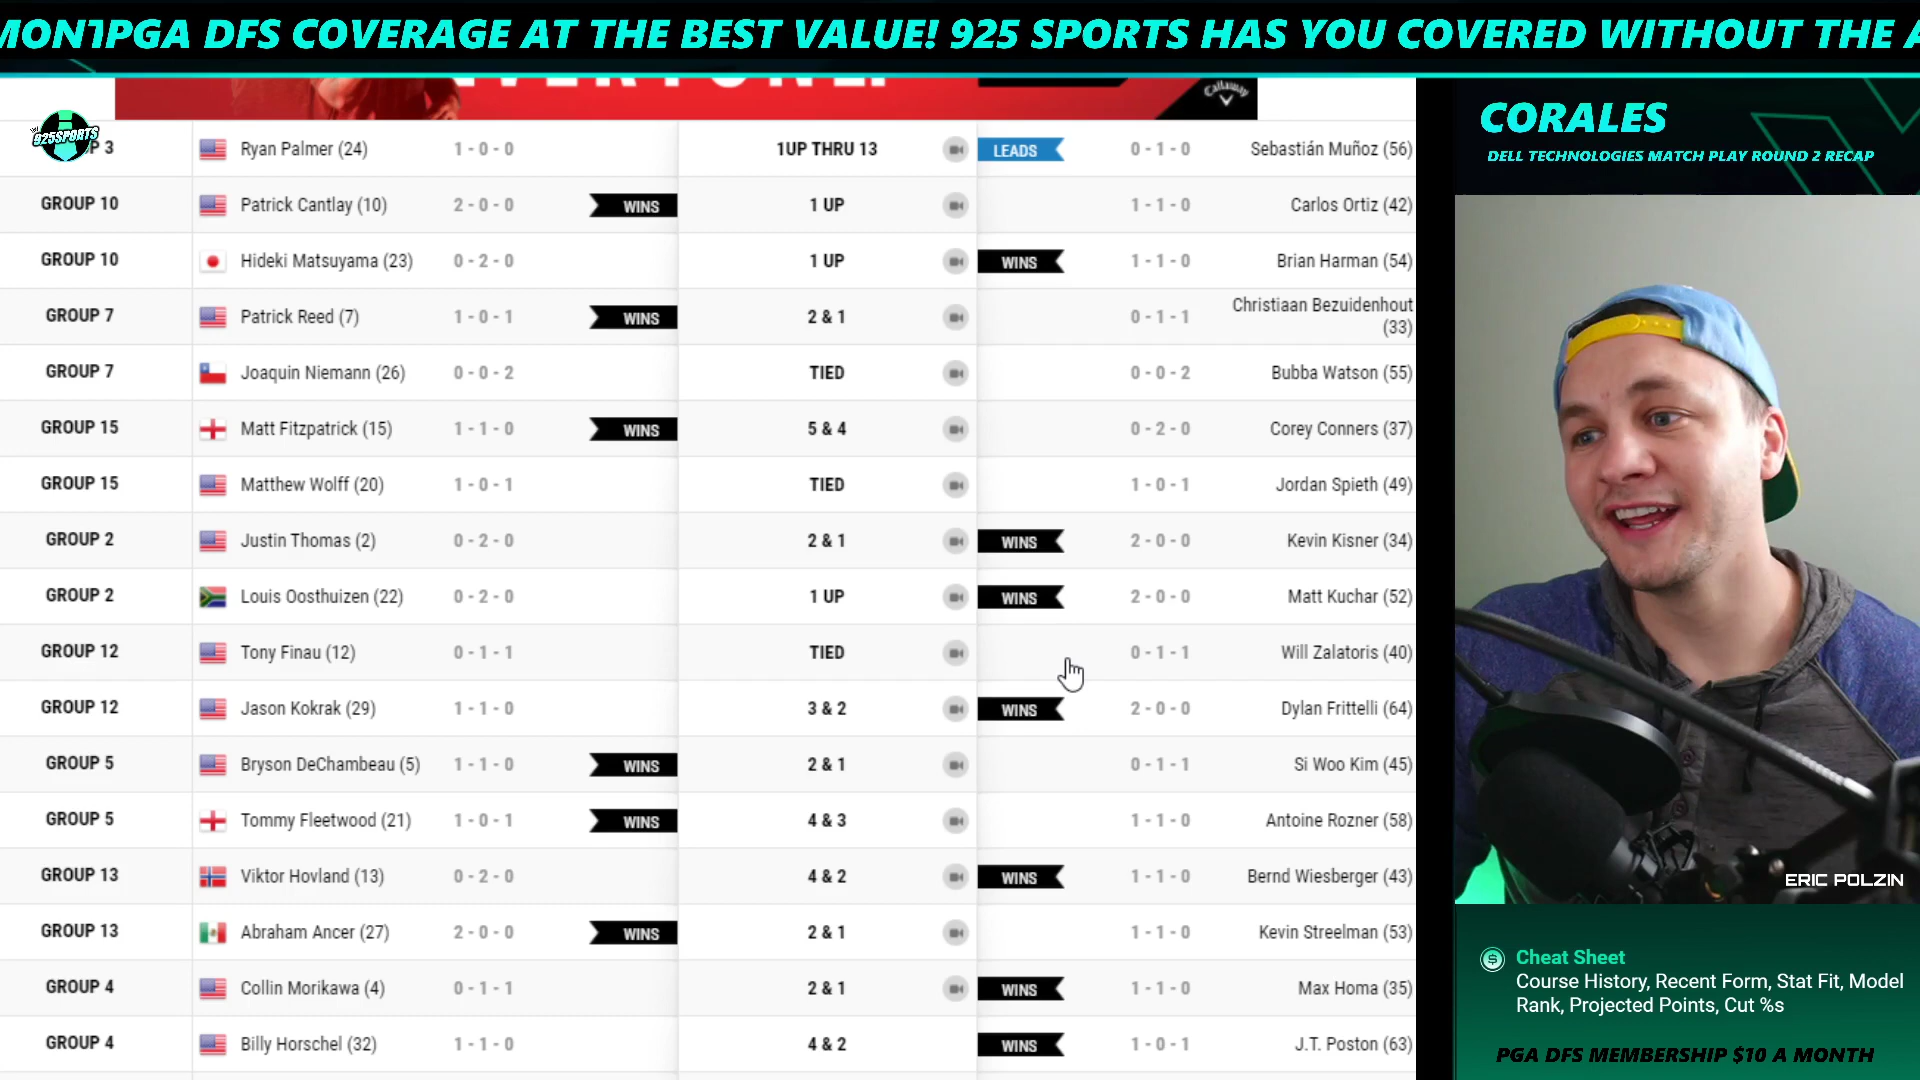 MON1PGA DFS COVERAGE AT THE BEST VALUE! 925 SPORTS HAS YOU COVERED WITHOUT THE
Callaway
925SPORTS
P 3 Ryan Palmer (24) 1 - 0 - 0 1UP THRU 13 LEADS 0 - 1 - 0 Sebastián Muñoz (56)
GROUP 10 Patrick Cantlay (10) 2 - 0 - 0 WINS 1 UP 1 - 1 - 0 Carlos Ortiz (42)
GROUP 10 Hideki Matsuyama (23) 0 - 2 - 0 1 UP WINS 1 - 1 - 0 Brian Harman (54)
GROUP 7 Patrick Reed (7) 1 - 0 - 1 WINS 2 & 1 0 - 1 - 1 Christiaan Bezuidenhout
(33)
GROUP 7 Joaquin Niemann (26) 0 - 0 - 2 TIED 0 - 0 - 2 Bubba Watson (55)
GROUP 15 Matt Fitzpatrick (15) 1 - 1 - 0 WINS 5 & 4 0 - 2 - 0 Corey Conners (37)
GROUP 15 Matthew Wolff (20) 1 - 0 - 1 TIED 1 - 0 - 1 Jordan Spieth (49)
GROUP 2 Justin Thomas (2) 0 - 2 - 0 2 & 1 WINS 2 - 0 - 0 Kevin Kisner (34)
GROUP 2 Louis Oosthuizen (22) 0 - 2 - 0 1 UP WINS 2 - 0 - 0 Matt Kuchar (52)
GROUP 12 Tony Finau (12) 0 - 1 - 1 TIED 0 - 1 - 1 Will Zalatoris (40)
GROUP 12 Jason Kokrak (29) 1 - 1 - 0 3 & 2 WINS 2 - 0 - 0 Dylan Frittelli (64)
GROUP 5 Bryson DeChambeau (5) 1 - 1 - 0 WINS 2 & 1 0 - 1 - 1 Si Woo Kim (45)
GROUP 5 Tommy Fleetwood (21) 1 - 0 - 1 WINS 4 & 3 1 - 1 - 0 Antoine Rozner (58)
GROUP 13 Viktor Hovland (13) 0 - 2 - 0 4 & 2 WINS 1 - 1 - 0 Bernd Wiesberger (43)
GROUP 13 Abraham Ancer (27) 2 - 0 - 0 WINS 2 & 1 1 - 1 - 0 Kevin Streelman (53)
GROUP 4 Collin Morikawa (4) 0 - 1 - 1 2 & 1 WINS 1 - 1 - 0 Max Homa (35)
GROUP 4 Billy Horschel (32) 1 - 1 - 0 4 & 2 WINS 1 - 0 - 1 J.T. Poston (63)
CORALES
DELL TECHNOLOGIES MATCH PLAY ROUND 2 RECAP
ERIC POLZIN
Cheat Sheet
Course History, Recent Form, Stat Fit, Model
Rank, Projected Points, Cut %s
PGA DFS MEMBERSHIP $10 A MONTH